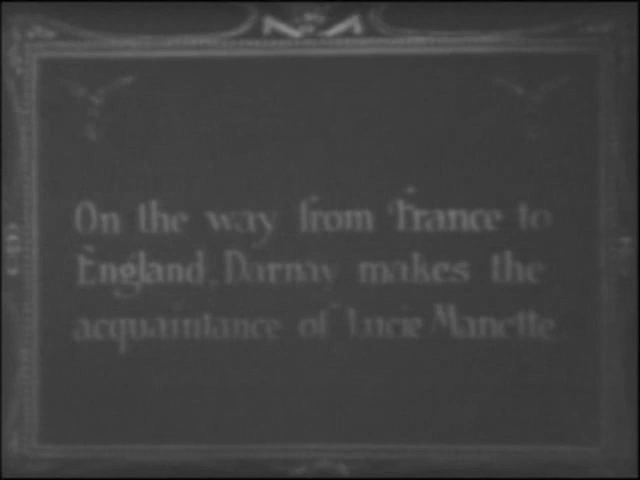 On the way from France to
England, Darnay makes the
acquaintance of Lucie Manette